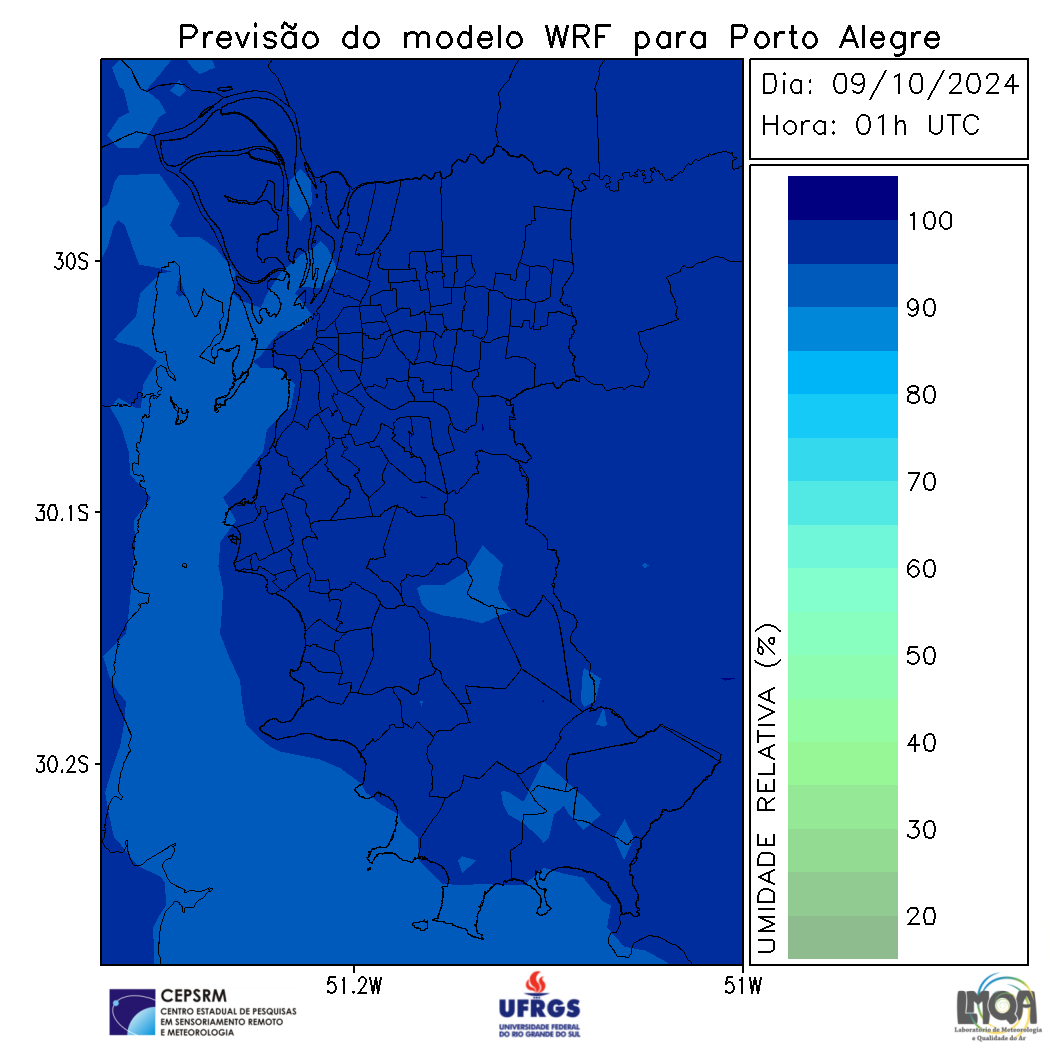 Previsão do modelo WRF para Porto Alegre
Dia: 09/10/2024
Hora: 01h UTC
100
90
80
70
60
50
40
30
20
UMIDADE RELATIVA (%)
30S
30.1S
30.2S
51.2W
51W
CEPSRM
CENTRO ESTADUAL DE PESQUISAS
EM SENSORIAMENTO REMOTO
E METEOROLOGIA
UFRGS
UNIVERSIDADE FEDERAL
DO RIO GRANDE DO SUL
LMQA
Laboratório de Meteorologia
e Qualidade do Ar